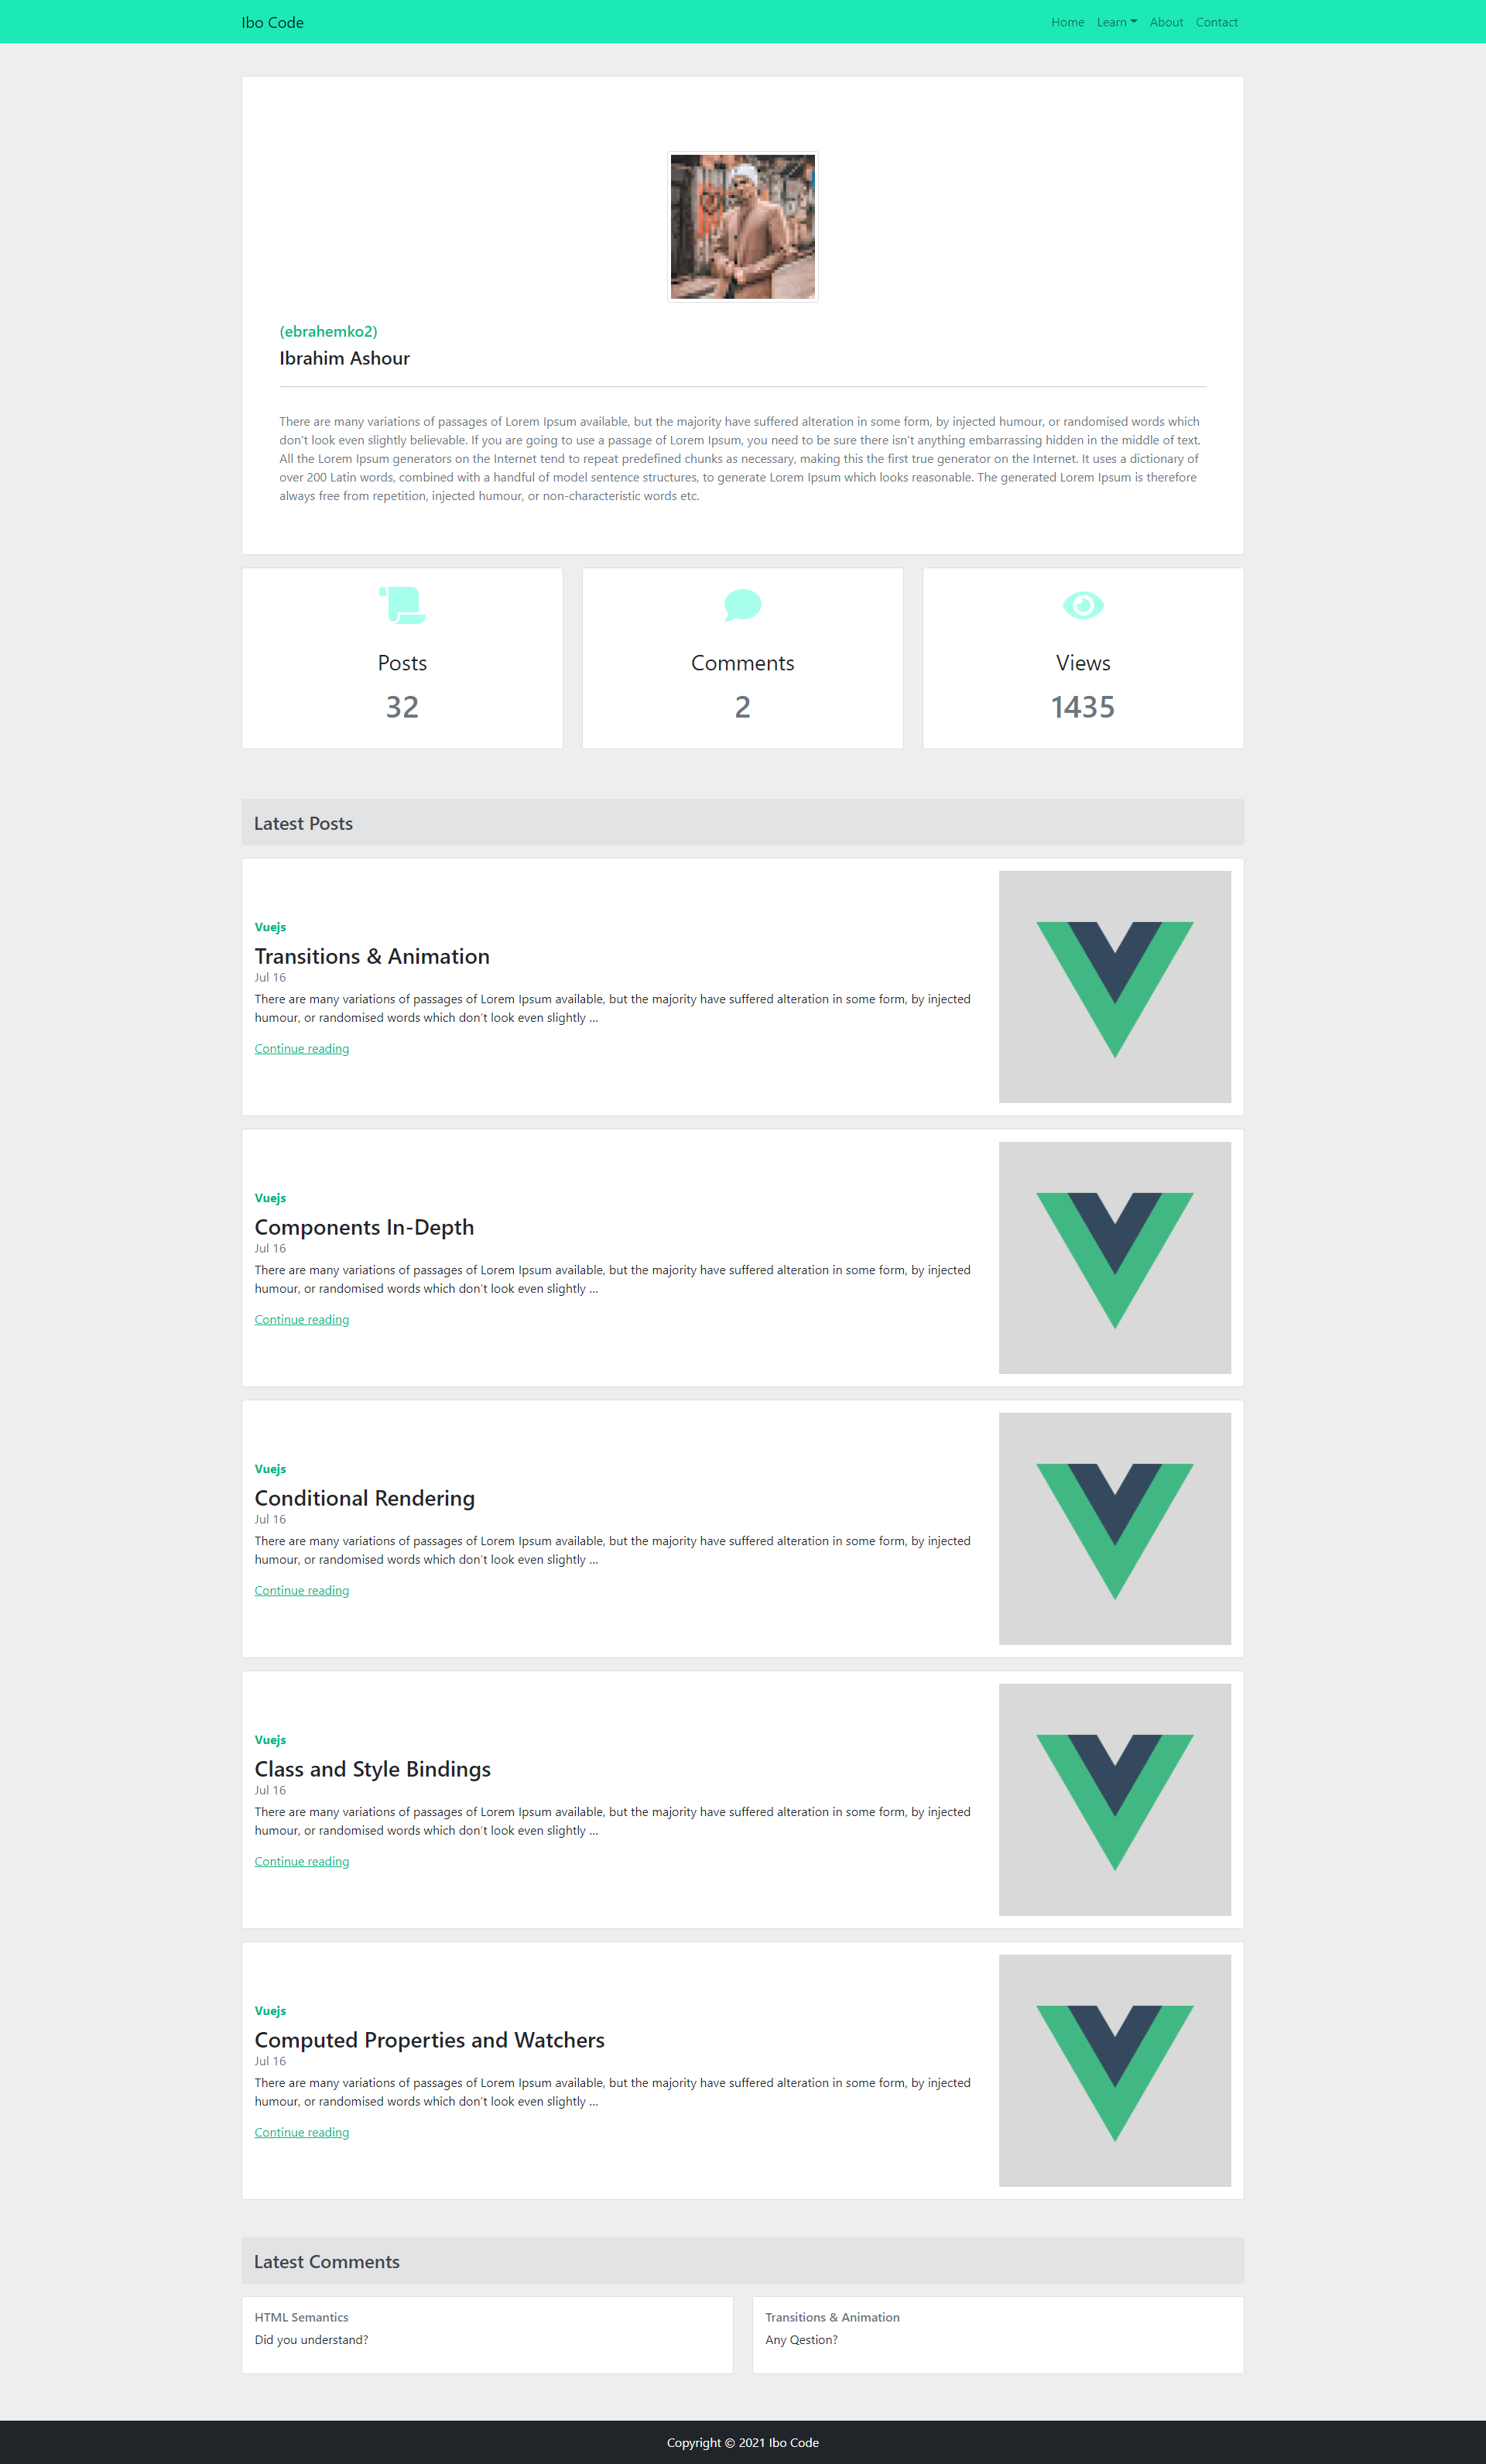 Ibo Code
Home Learn About Contact
(ebrahemko2)
Ibrahim Ashour
There are many variations of passages of Lorem Ipsum available, but the majority have suffered alteration in some form, by injected humour, or randomised words which
don't look even slightly believable. If you are going to use a passage of Lorem Ipsum, you need to be sure there isn't anything embarrassing hidden in the middle of text.
All the Lorem Ipsum generators on the Internet tend to repeat predefined chunks as necessary, making this the first true generator on the Internet. It uses a dictionary of
over 200 Latin words, combined with a handful of model sentence structures, to generate Lorem Ipsum which looks reasonable. The generated Lorem Ipsum is therefore
always free from repetition, injected humour, or non-characteristic words etc.
Posts
32
Comments
2
Views
1435
Latest Posts
Vuejs
Transitions & Animation
Jul 16
There are many variations of passages of Lorem Ipsum available, but the majority have suffered alteration in some form, by injected
humour, or randomised words which don't look even slightly ...
Continue reading
Vuejs
Components In-Depth
Jul 16
There are many variations of passages of Lorem Ipsum available, but the majority have suffered alteration in some form, by injected
humour, or randomised words which don't look even slightly ...
Continue reading
Vuejs
Conditional Rendering
Jul 16
There are many variations of passages of Lorem Ipsum available, but the majority have suffered alteration in some form, by injected
humour, or randomised words which don't look even slightly ...
Continue reading
Vuejs
Class and Style Bindings
Jul 16
There are many variations of passages of Lorem Ipsum available, but the majority have suffered alteration in some form, by injected
humour, or randomised words which don't look even slightly ...
Continue reading
Vuejs
Computed Properties and Watchers
Jul 16
There are many variations of passages of Lorem Ipsum available, but the majority have suffered alteration in some form, by injected
humour, or randomised words which don't look even slightly ...
Continue reading
Latest Comments
HTML Semantics
Did you understand?
Transitions & Animation
Any Qestion?
Copyright © 2021 Ibo Code